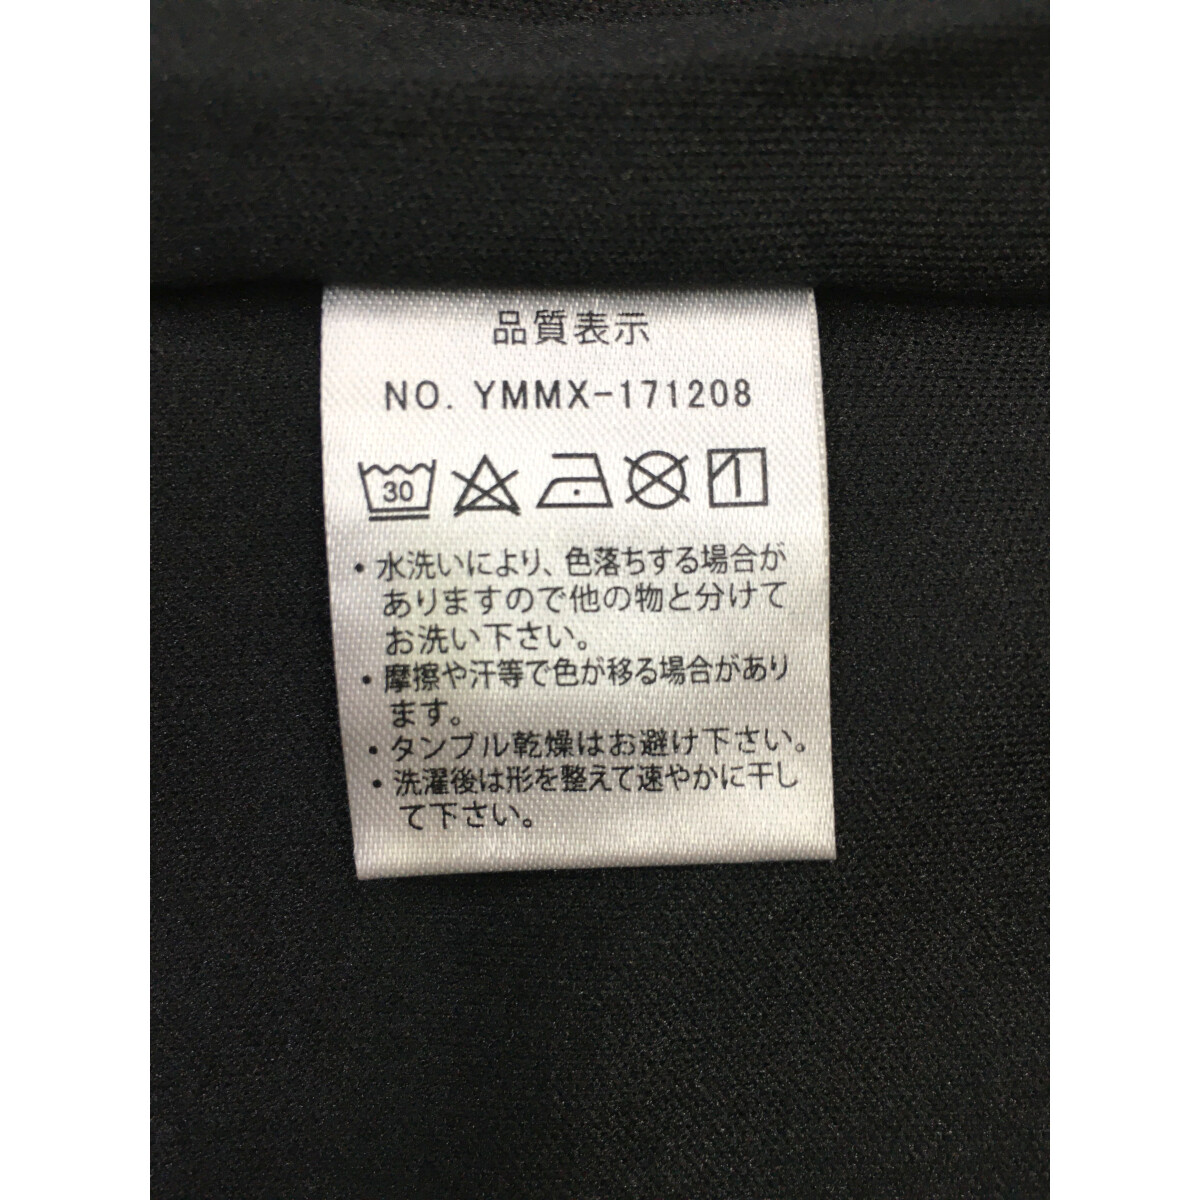 品質表示
NO. YMMX-171208
30
・水洗いにより、色落ちする場合が
ありますので他の物と分けて
お洗い下さい。
・摩擦や汗等で色が移る場合があり
ます。
・タンブル乾燥はお避け下さい。
・洗濯後は形を整えて速やかに干し
て下さい。